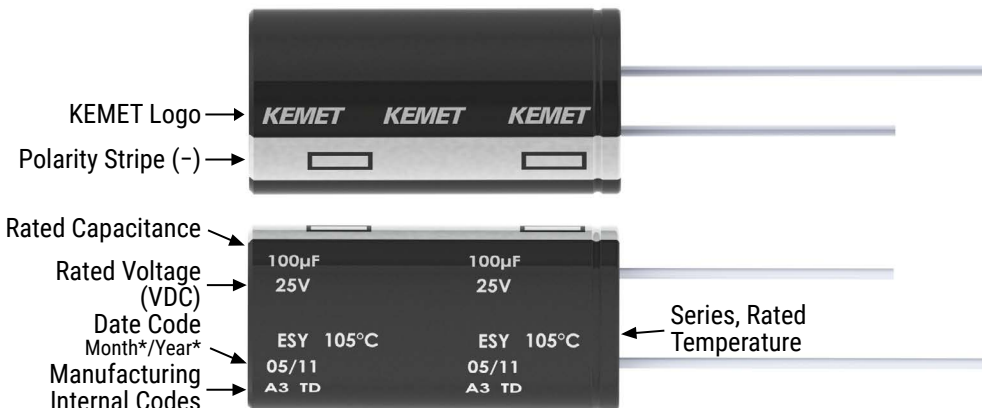 KEMET Logo
KEMET KEMET KEMET
Polarity Stripe (−)
Rated Capacitance
100µF 100µF
Rated Voltage
(VDC)
25V 25V
Date Code
Month*/Year*
ESY 105°C ESY 105°C
Series, Rated
Temperature
05/11 05/11
Manufacturing
Internal Codes
A3 TD A3 TD